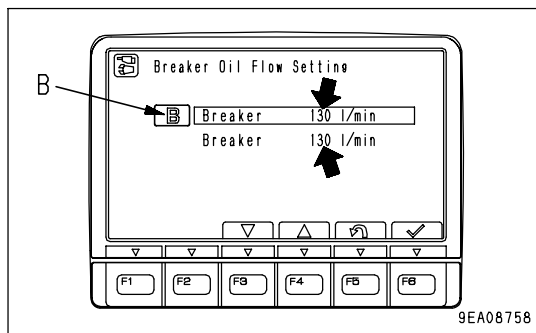 Breaker Oil Flow Setting
B
B Breaker 130 l/min
Breaker 130 l/min
F1 F2 F3 F4 F5 F6
9EA08758